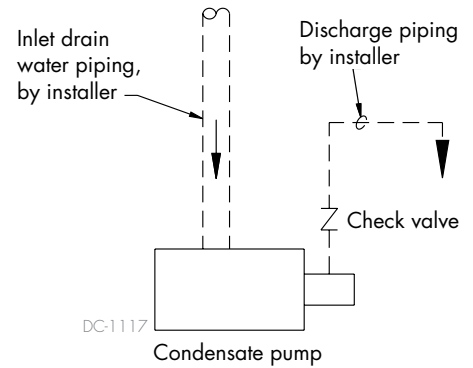 Inlet drain
water piping,
by installer
Discharge piping
by installer
Check valve
DC-1117
Condensate pump